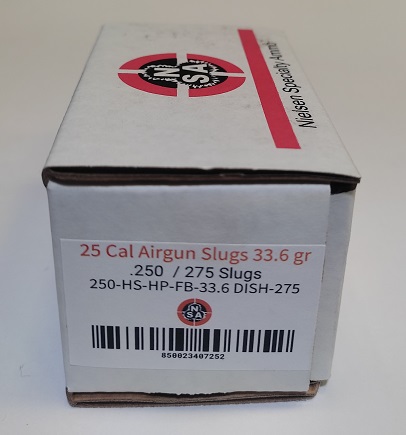 NSA
Nielsen Specialty Ammo
25 Cal Airgun Slugs 33.6 gr
.250 / 275 Slugs
250-HS-HP-FB-33.6 DISH-275
NSA
850023407252